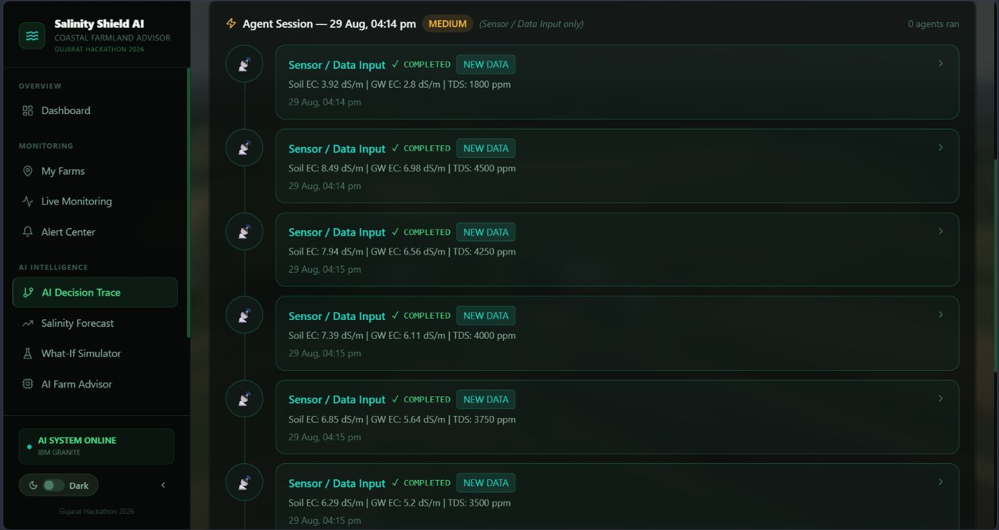 Salinity Shield AI
COASTAL FARMLAND ADVISOR
GUJARAT HACKATHON 2026
OVERVIEW
Dashboard
MONITORING
My Farms
Live Monitoring
Alert Center
AI INTELLIGENCE
AI Decision Trace
Salinity Forecast
What-If Simulator
AI Farm Advisor
AI SYSTEM ONLINE
IBM GRANITE
Dark
Gujarat Hackathon 2026
Agent Session — 29 Aug, 04:14 pm MEDIUM (Sensor / Data Input only) 0 agents ran
Sensor / Data Input ✓ COMPLETED NEW DATA
Soil EC: 3.92 dS/m | GW EC: 2.8 dS/m | TDS: 1800 ppm
29 Aug, 04:14 pm
Sensor / Data Input ✓ COMPLETED NEW DATA
Soil EC: 8.49 dS/m | GW EC: 6.98 dS/m | TDS: 4500 ppm
29 Aug, 04:14 pm
Sensor / Data Input ✓ COMPLETED NEW DATA
Soil EC: 7.94 dS/m | GW EC: 6.56 dS/m | TDS: 4250 ppm
29 Aug, 04:15 pm
Sensor / Data Input ✓ COMPLETED NEW DATA
Soil EC: 7.39 dS/m | GW EC: 6.11 dS/m | TDS: 4000 ppm
29 Aug, 04:15 pm
Sensor / Data Input ✓ COMPLETED NEW DATA
Soil EC: 6.85 dS/m | GW EC: 5.64 dS/m | TDS: 3750 ppm
29 Aug, 04:15 pm
Sensor / Data Input ✓ COMPLETED NEW DATA
Soil EC: 6.29 dS/m | GW EC: 5.2 dS/m | TDS: 3500 ppm
29 Aug, 04:15 pm